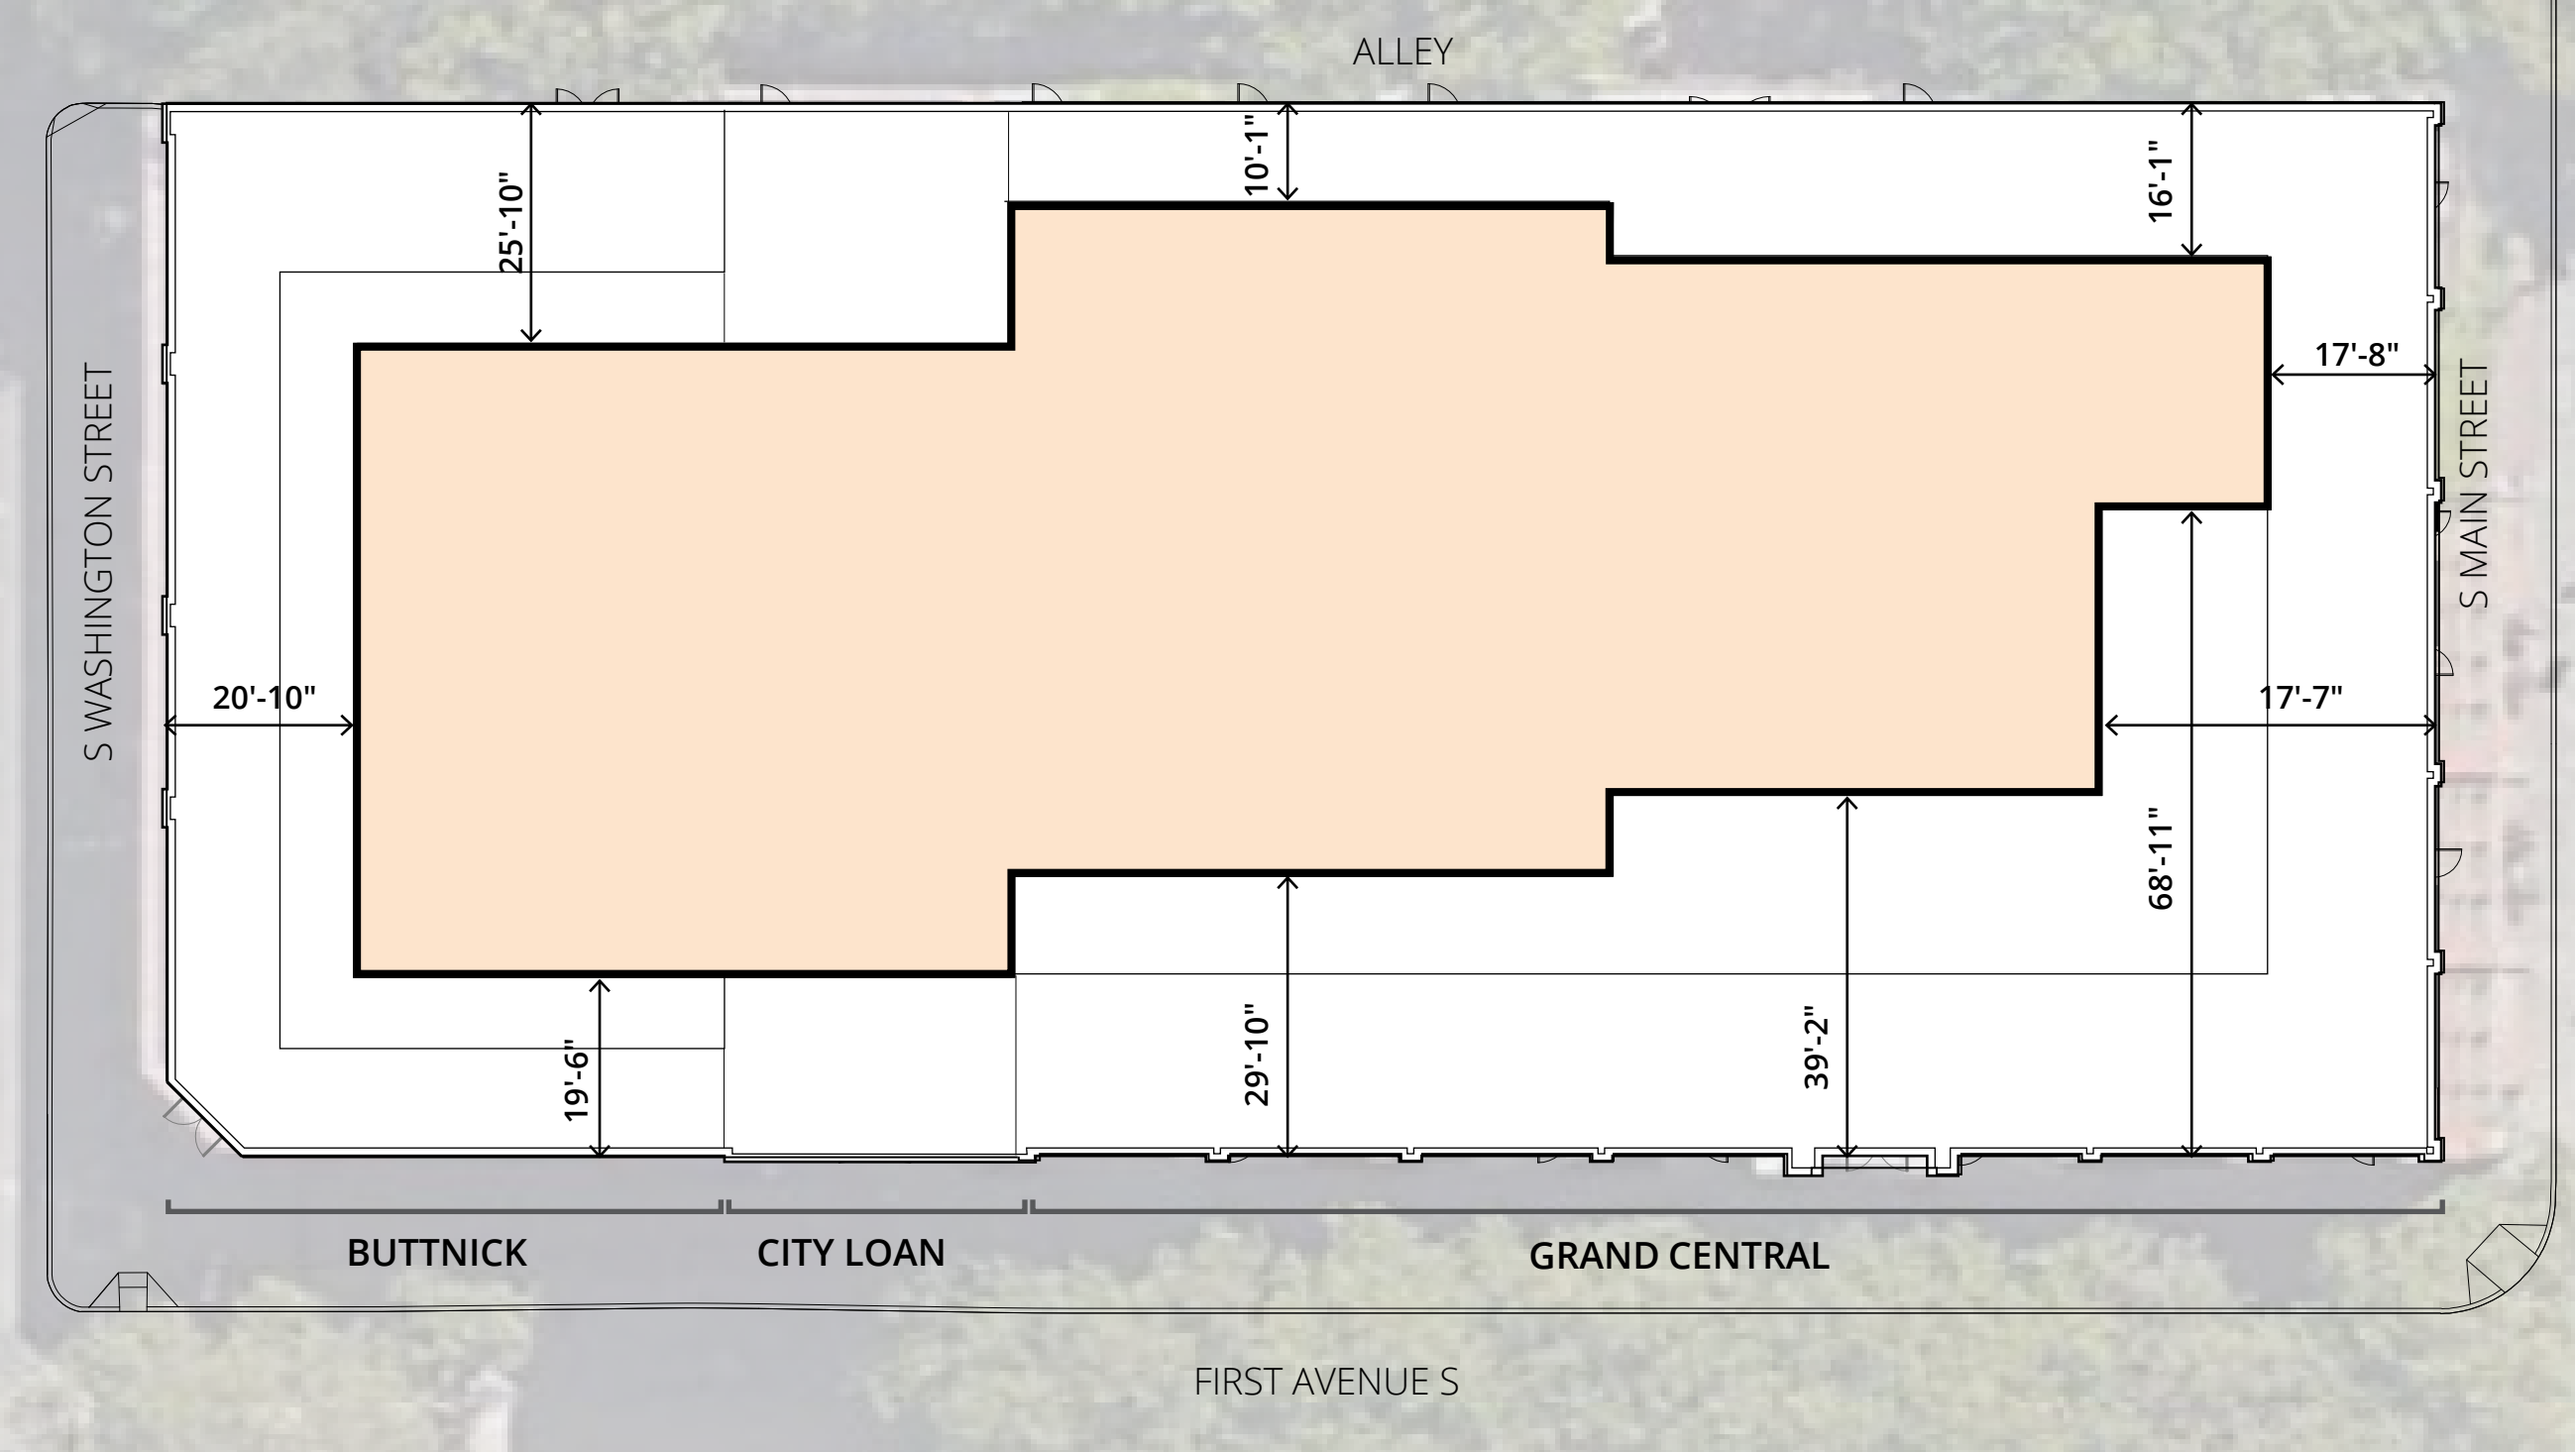 ALLEY
25'-10"
10'-1"
16'-1"
17'-8"
S WASHINGTON STREET
S MAIN STREET
20'-10"
17'-7"
68'-11"
19'-6"
29'-10"
39'-2"
BUTTNICK
CITY LOAN
GRAND CENTRAL
FIRST AVENUE S